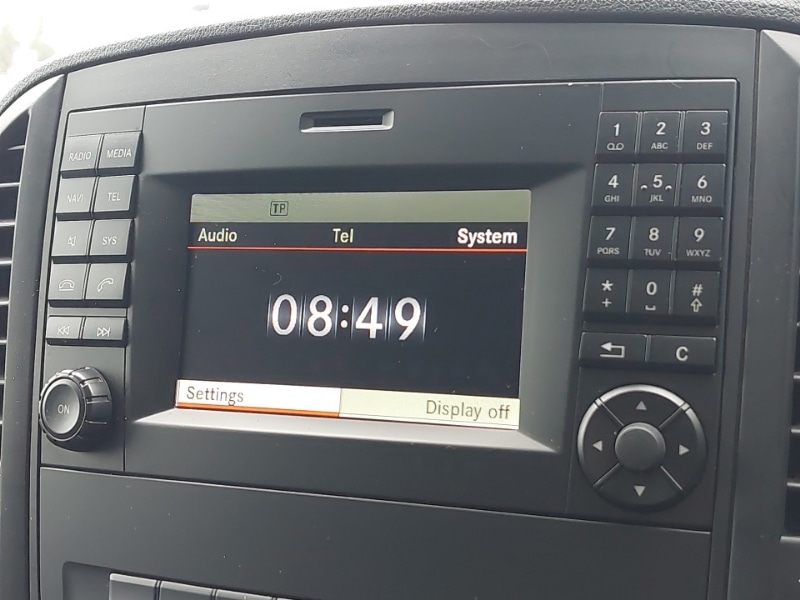 RADIO MEDIA
NAVI TEL
SYS
ON
TP
Audio Tel System
08:49
Settings Display off
1 2 ABC 3 DEF
4 GHI 5 JKL 6 MNO
7 PQRS 8 TUV 9 WXYZ
* + 0 #
C